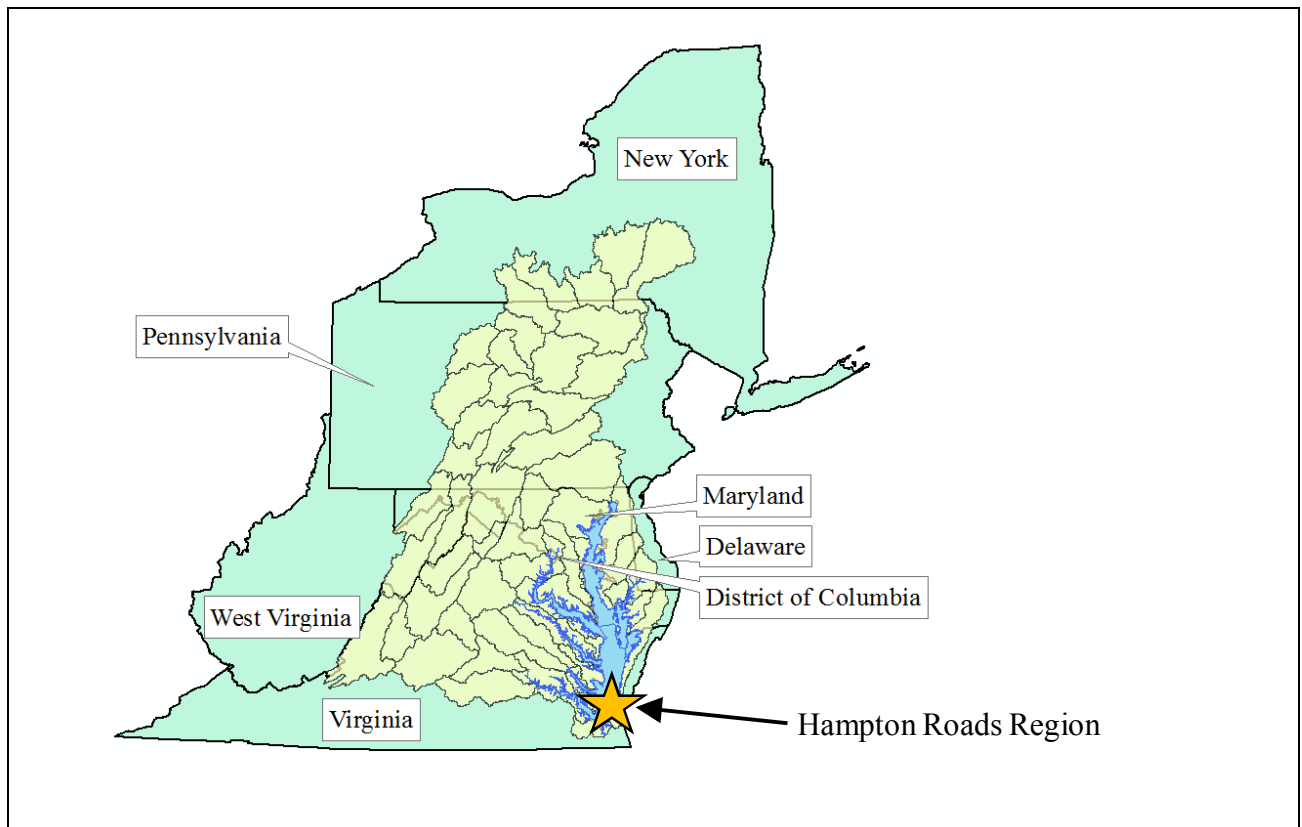 New York
Pennsylvania
Maryland
Delaware
District of Columbia
West Virginia
Virginia
Hampton Roads Region